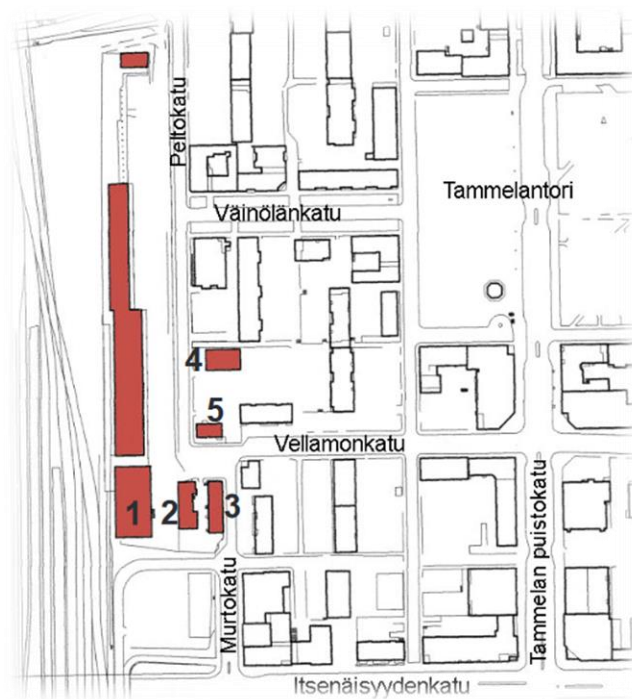 Peltokatu
Väinölänkatu
Tammelantori
4
5
Vellamonkatu
1
2
3
Murtokatu
Tammelan puistokatu
Itsenäisyydenkatu